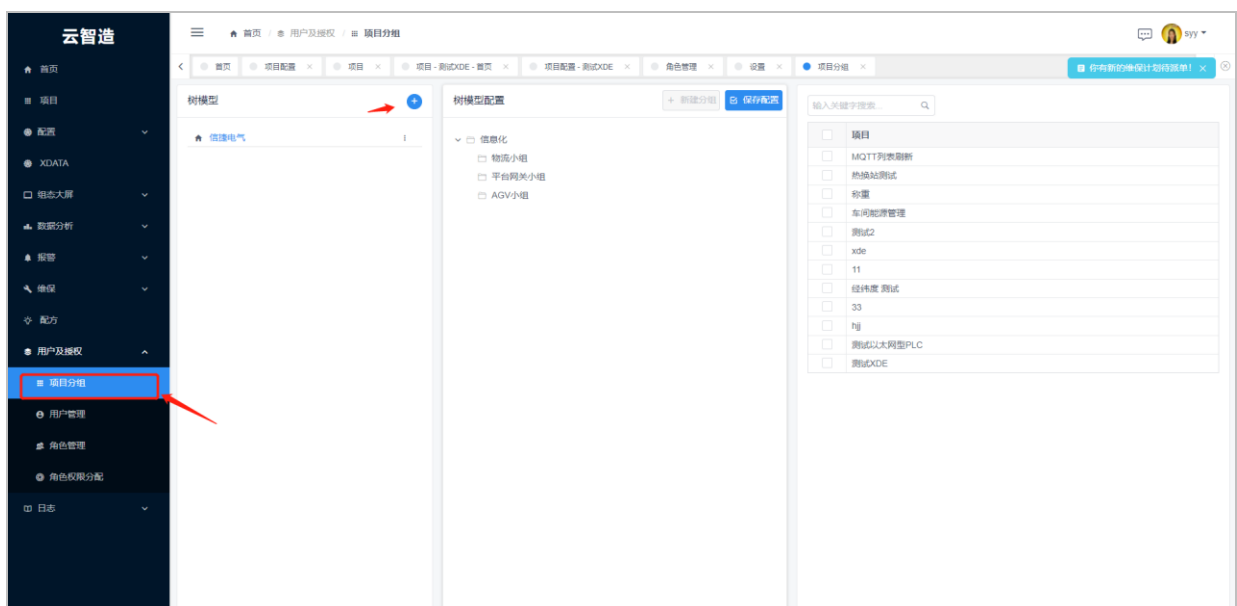 云智造
首页
项目
配置
XDATA
组态大屏
数据分析
报警
维保
配方
用户及授权
项目分组
用户管理
角色管理
角色权限分配
日志
首页 / 用户及授权 / 项目分组
syy
首页 项目配置 × 项目 × 项目-测试XDE-首页 × 项目配置-测试XDE × 角色管理 × 设置 × 项目分组 ×
你有新的维保计划待派单! ×
树模型
信捷电气
树模型配置
+ 新建分组 保存配置
信息化
物流小组
平台网关小组
AGV小组
输入关键字搜索...
项目
MQTT列表刷新
热换站测试
称重
车间能源管理
测试2
xde
11
经纬度 测试
33
hjj
测试以太网型PLC
测试XDE